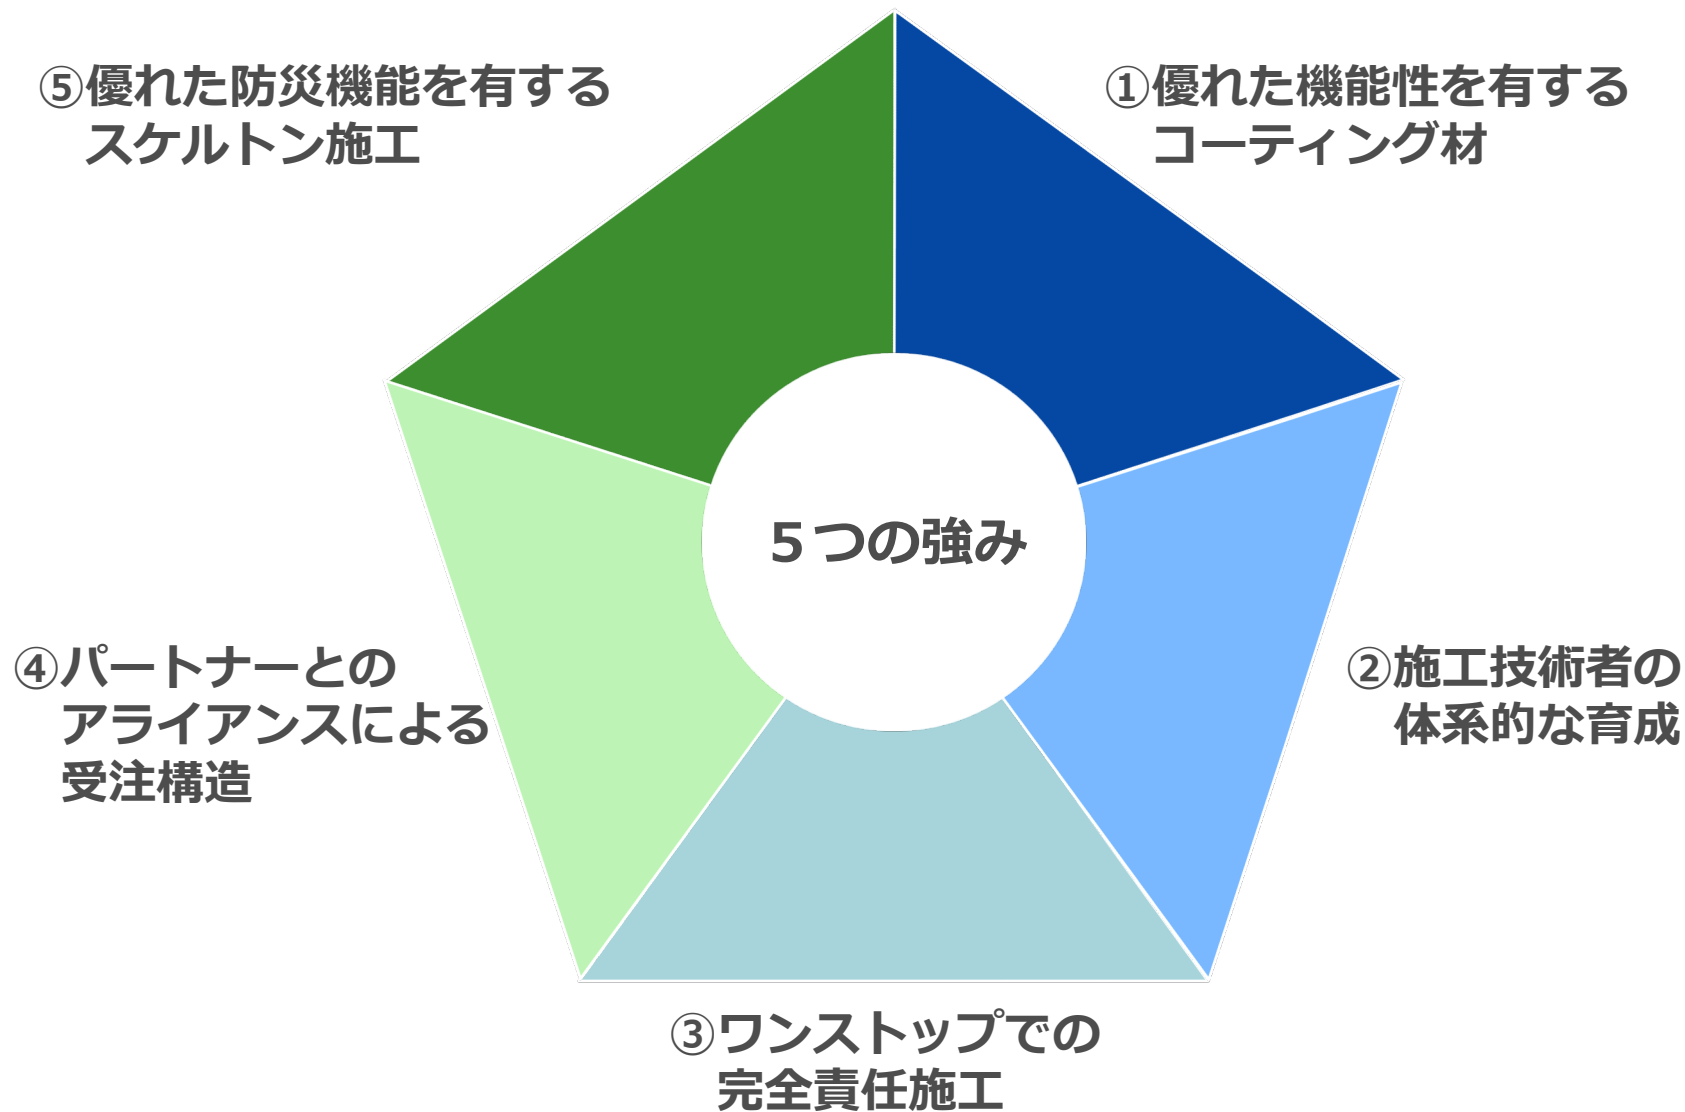 ５つの強み
①優れた機能性を有する
コーティング材
②施工技術者の
体系的な育成
③ワンストップでの
完全責任施工
④パートナーとの
アライアンスによる
受注構造
⑤優れた防災機能を有する
スケルトン施工